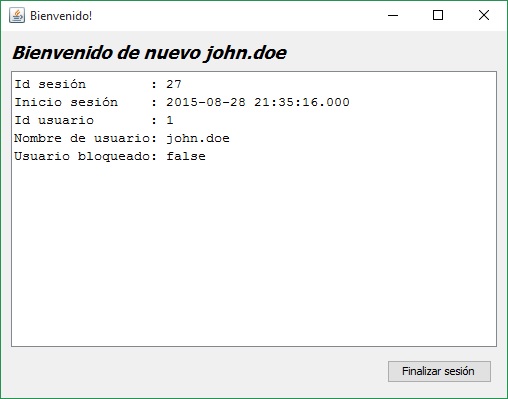 Bienvenido!
Bienvenido de nuevo john.doe
Id sesión        : 27
Inicio sesión    : 2015-08-28 21:35:16.000
Id usuario       : 1
Nombre de usuario: john.doe
Usuario bloqueado: false
Finalizar sesión